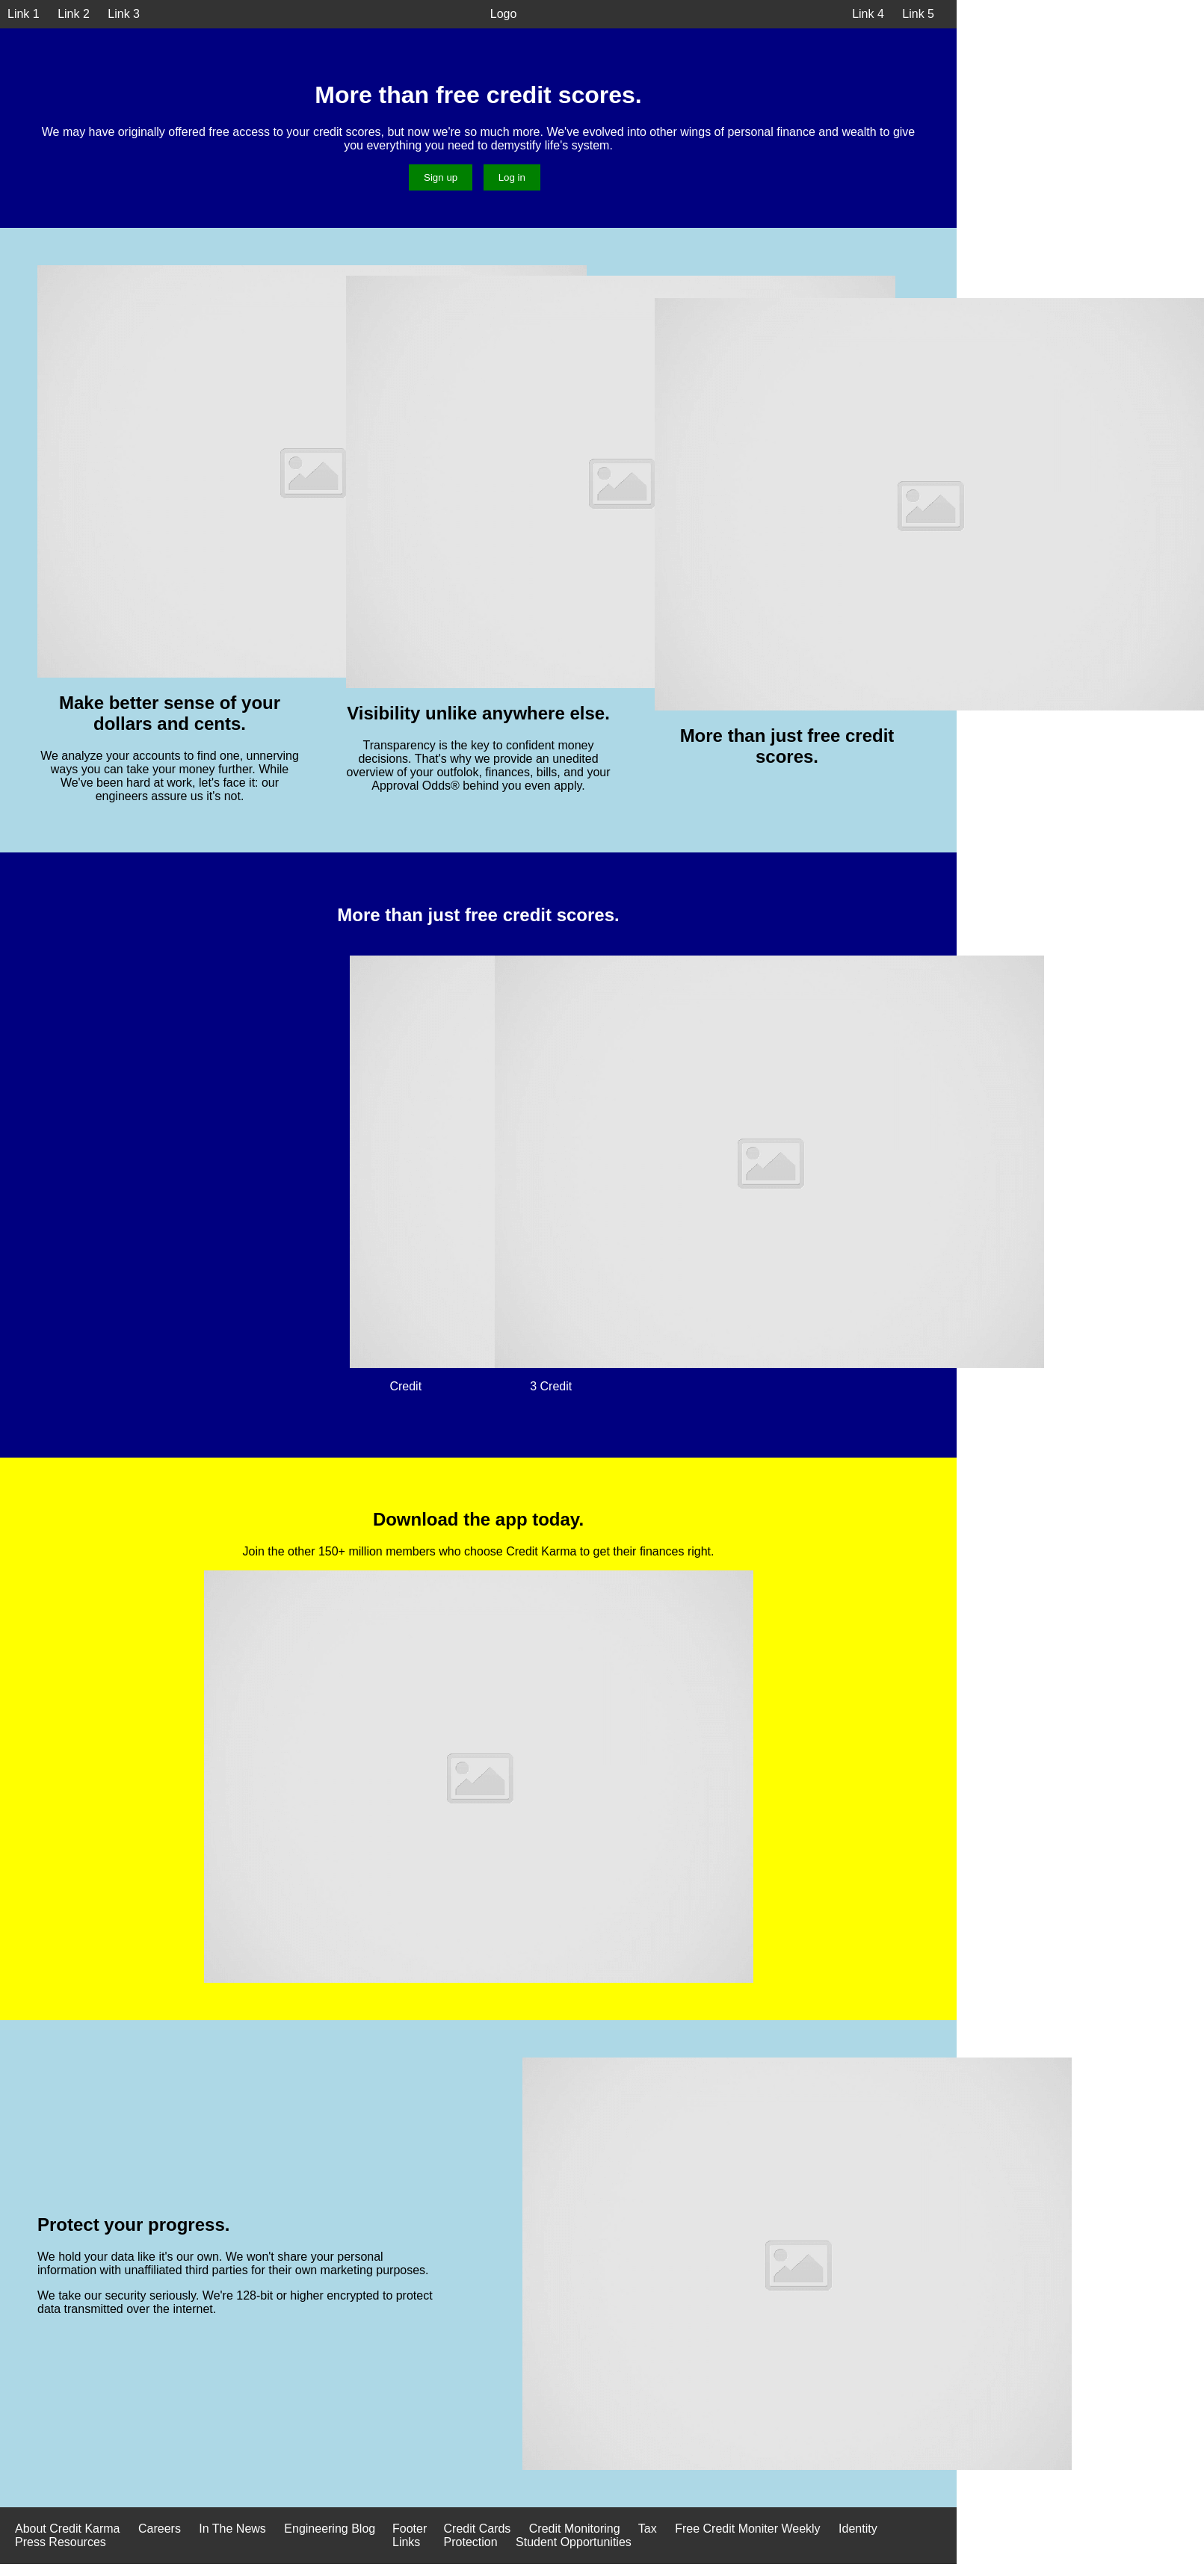 Link 1 Link 2 Link 3 Logo Link 4 Link 5
More than free credit scores.
We may have originally offered free access to your credit scores, but now we're so much more. We've evolved into other wings of personal finance and wealth to give
you everything you need to demystify life's system.
Sign up Log in
Make better sense of your
dollars and cents.
We analyze your accounts to find one, unnerving
ways you can take your money further. While
We've been hard at work, let's face it: our
engineers assure us it's not.
Visibility unlike anywhere else.
Transparency is the key to confident money
decisions. That's why we provide an unedited
overview of your outfolok, finances, bills, and your
Approval Odds® behind you even apply.
More than just free credit
scores.
More than just free credit scores.
Credit 3 Credit
Download the app today.
Join the other 150+ million members who choose Credit Karma to get their finances right.
Protect your progress.
We hold your data like it's our own. We won't share your personal
information with unaffiliated third parties for their own marketing purposes.
We take our security seriously. We're 128-bit or higher encrypted to protect
data transmitted over the internet.
About Credit Karma Careers In The News Engineering Blog
Press Resources
Footer
Links
Credit Cards Credit Monitoring Tax Free Credit Moniter Weekly Identity
Protection Student Opportunities